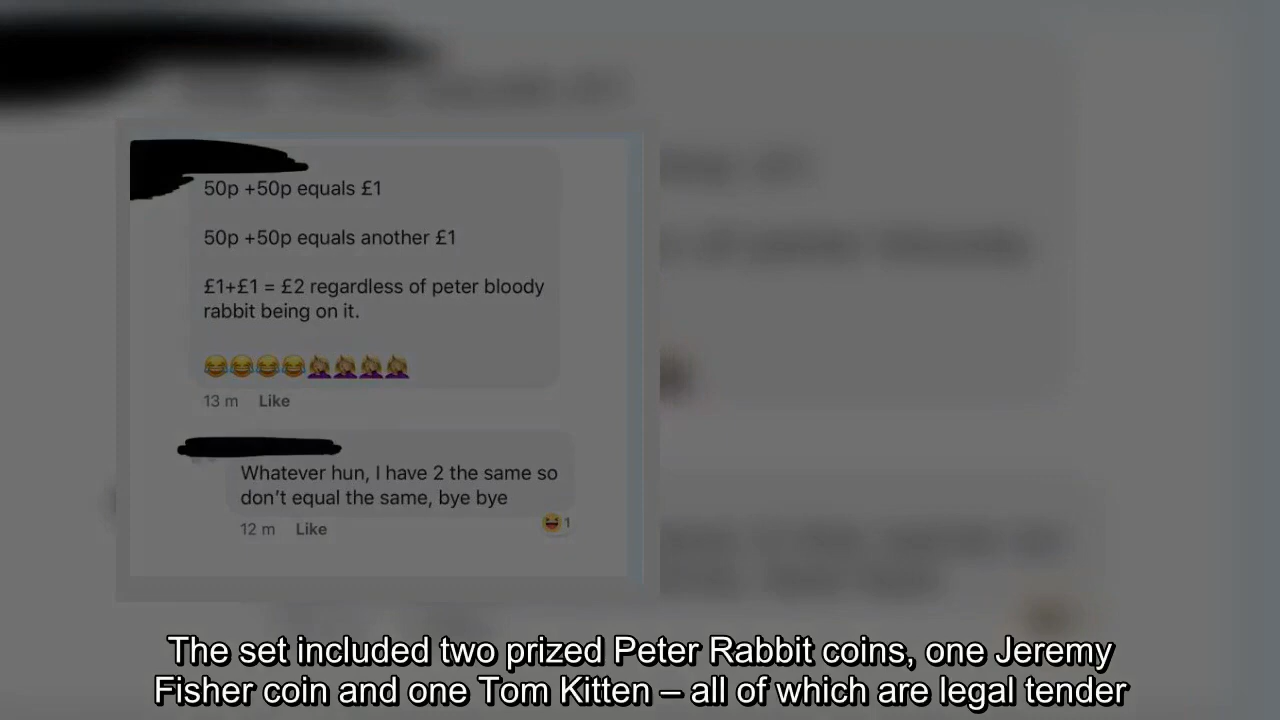 50p +50p equals £1
50p +50p equals another £1
£1+£1 = £2 regardless of peter bloody
rabbit being on it.
😂😂😂😂🤦🏼‍♀️🤦🏼‍♀️🤦🏼‍♀️🤦🏼‍♀️
13 m Like
Whatever hun, I have 2 the same so
don't equal the same, bye bye
12 m Like
1
The set included two prized Peter Rabbit coins, one Jeremy
Fisher coin and one Tom Kitten – all of which are legal tender